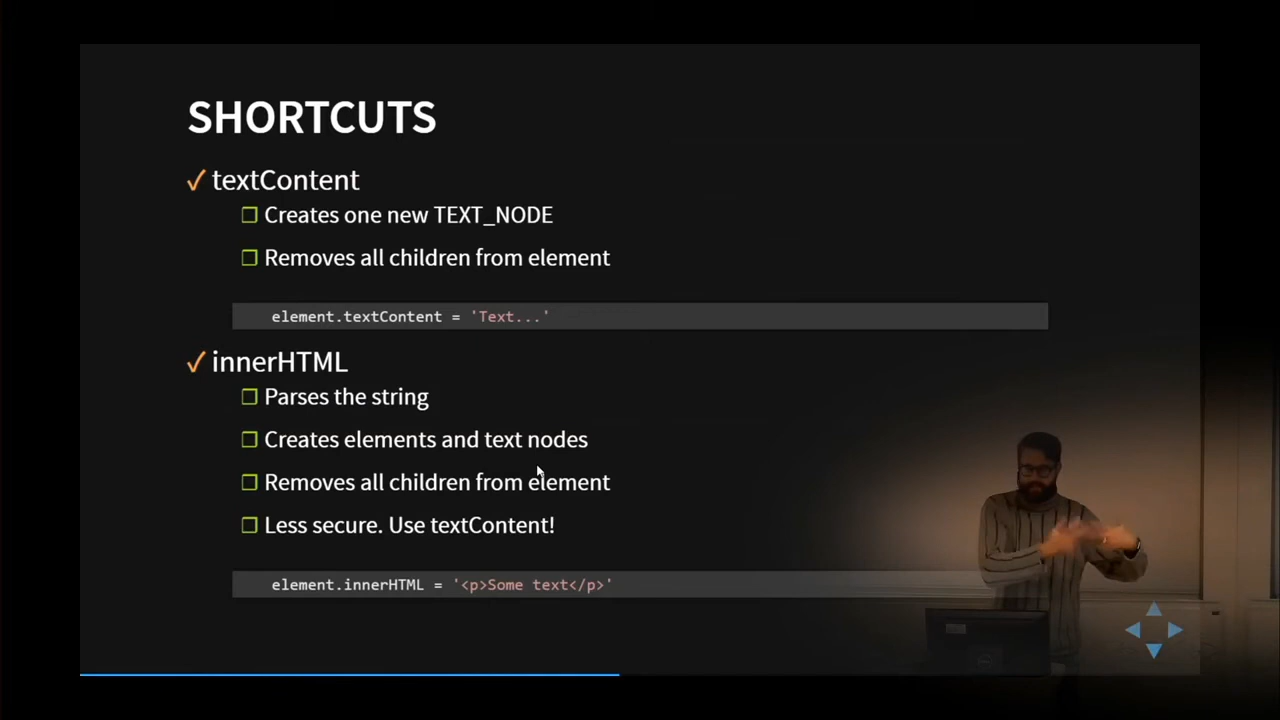 SHORTCUTS
✓ textContent
❐ Creates one new TEXT_NODE
❐ Removes all children from element
element.textContent = 'Text...'
✓ innerHTML
❐ Parses the string
❐ Creates elements and text nodes
❐ Removes all children from element
❐ Less secure. Use textContent!
element.innerHTML = '<p>Some text</p>'